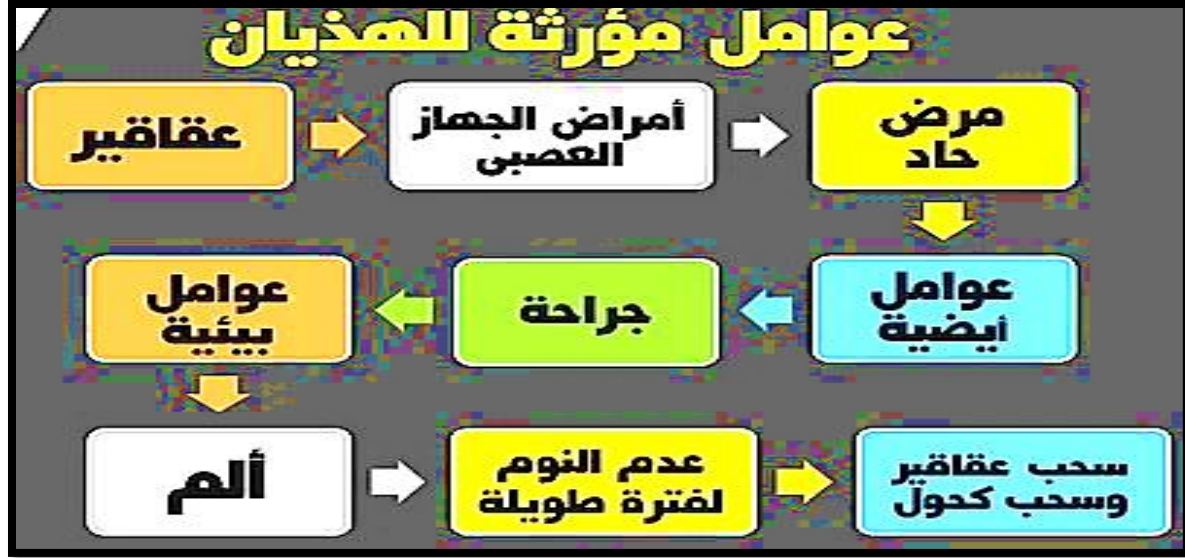 عوامل مؤرثة للهذيان
عقاقير
أمراض الجهاز
العصبى
مرض
حاد
عوامل
أيضية
جراحة
عوامل
بيئية
ألم
عدم النوم
لفترة طويلة
سحب عقاقير
وسحب كحول